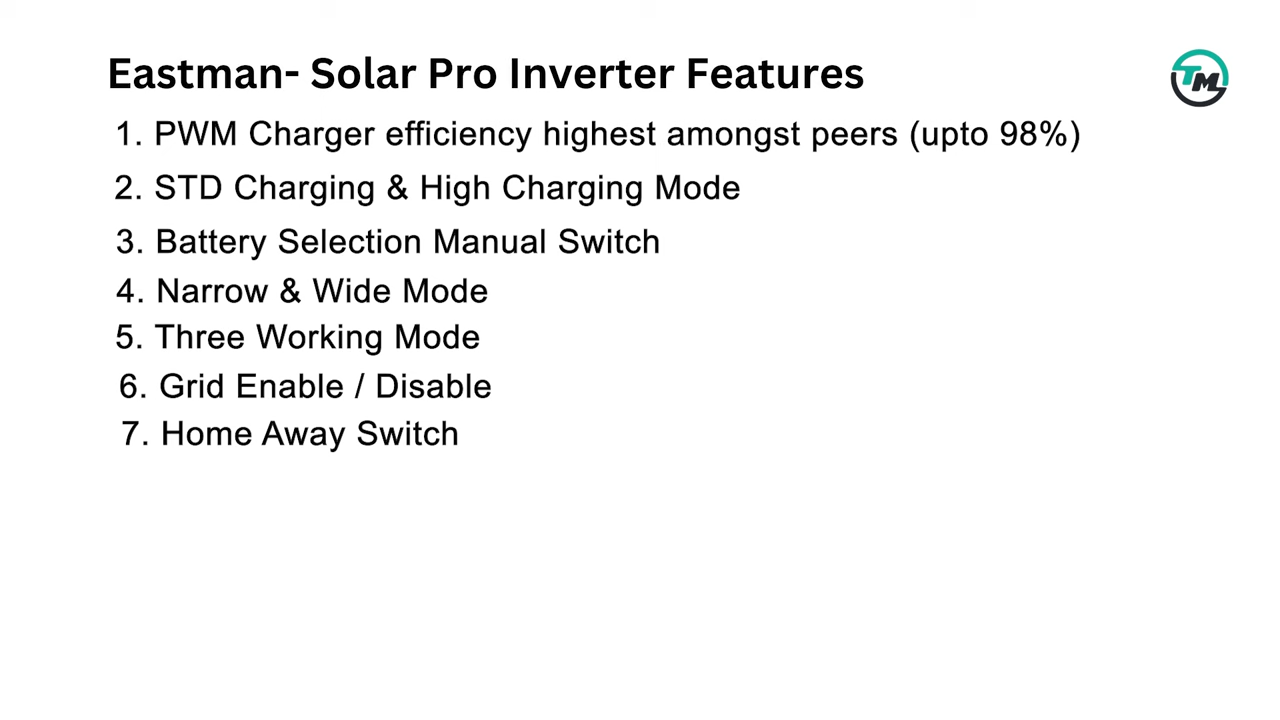 Eastman- Solar Pro Inverter Features
TM
1. PWM Charger efficiency highest amongst peers (upto 98%)
2. STD Charging & High Charging Mode
3. Battery Selection Manual Switch
4. Narrow & Wide Mode
5. Three Working Mode
6. Grid Enable / Disable
7. Home Away Switch